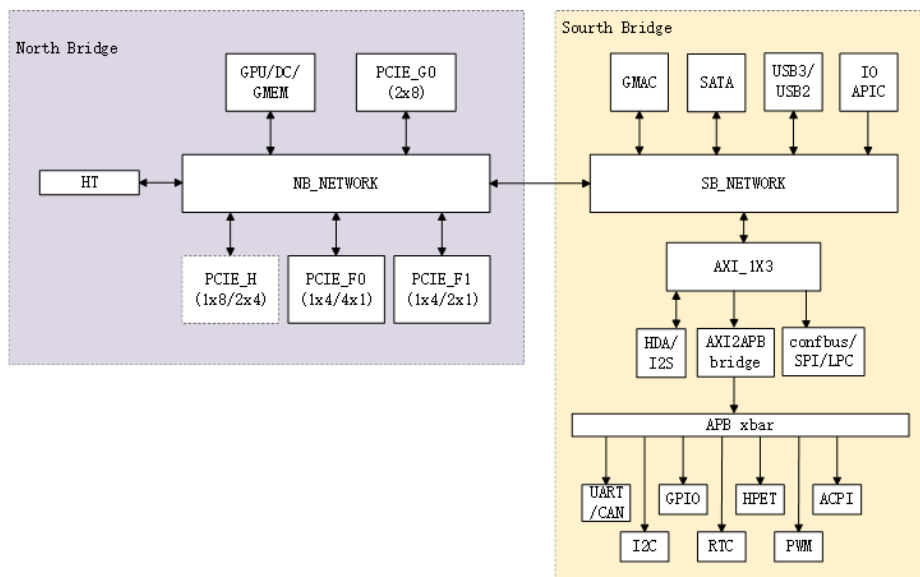 North Bridge
GPU/DC/
GMEM
PCIE_G0
(2x8)
HT
NB_NETWORK
PCIE_H
(1x8/2x4)
PCIE_F0
(1x4/4x1)
PCIE_F1
(1x4/2x1)
Sourth Bridge
GMAC
SATA
USB3/
USB2
IO
APIC
SB_NETWORK
AXI_1X3
HDA/
I2S
AXI2APB
bridge
confbus/
SPI/LPC
APB xbar
UART
/CAN
GPIO
HPET
ACPI
I2C
RTC
PWM